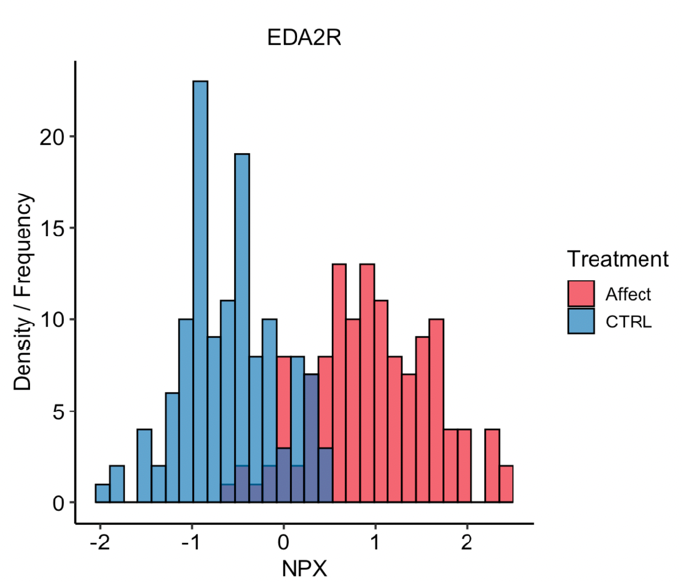 EDA2R
Density / Frequency
20
15
10
5
0
-2 -1 0 1 2
NPX
Treatment
Affect
CTRL